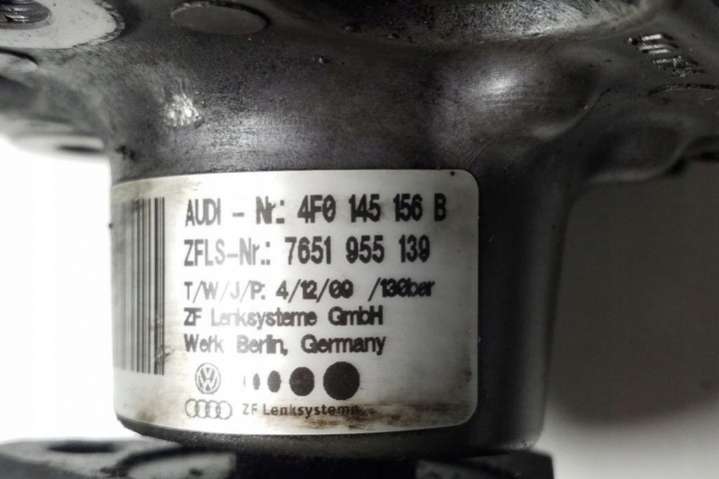 AUDI - Nr.: 4F0 145 156 B
ZFLS-Nr.: 7651 955 139
T/W/J/P: 4/12/09 /130bar
ZF Lenksysteme GmbH
Werk Berlin, Germany
ZF Lenksysteme